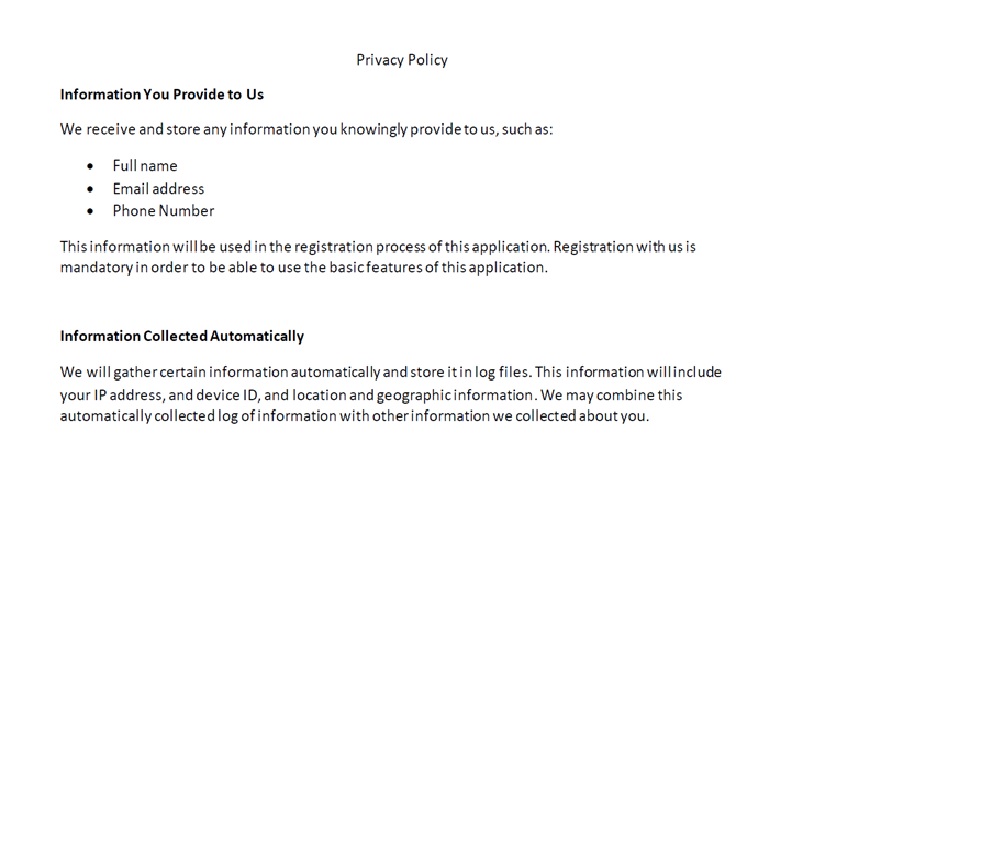 Privacy Policy
Information You Provide to Us
We receive and store any information you knowingly provide to us, such as:
• Full name
• Email address
• Phone Number
This information will be used in the registration process of this application. Registration with us is
mandatory in order to be able to use the basic features of this application.
Information Collected Automatically
We will gather certain information automatically and store it in log files. This information will include
your IP address, and device ID, and location and geographic information. We may combine this
automatically collected log of information with other information we collected about you.